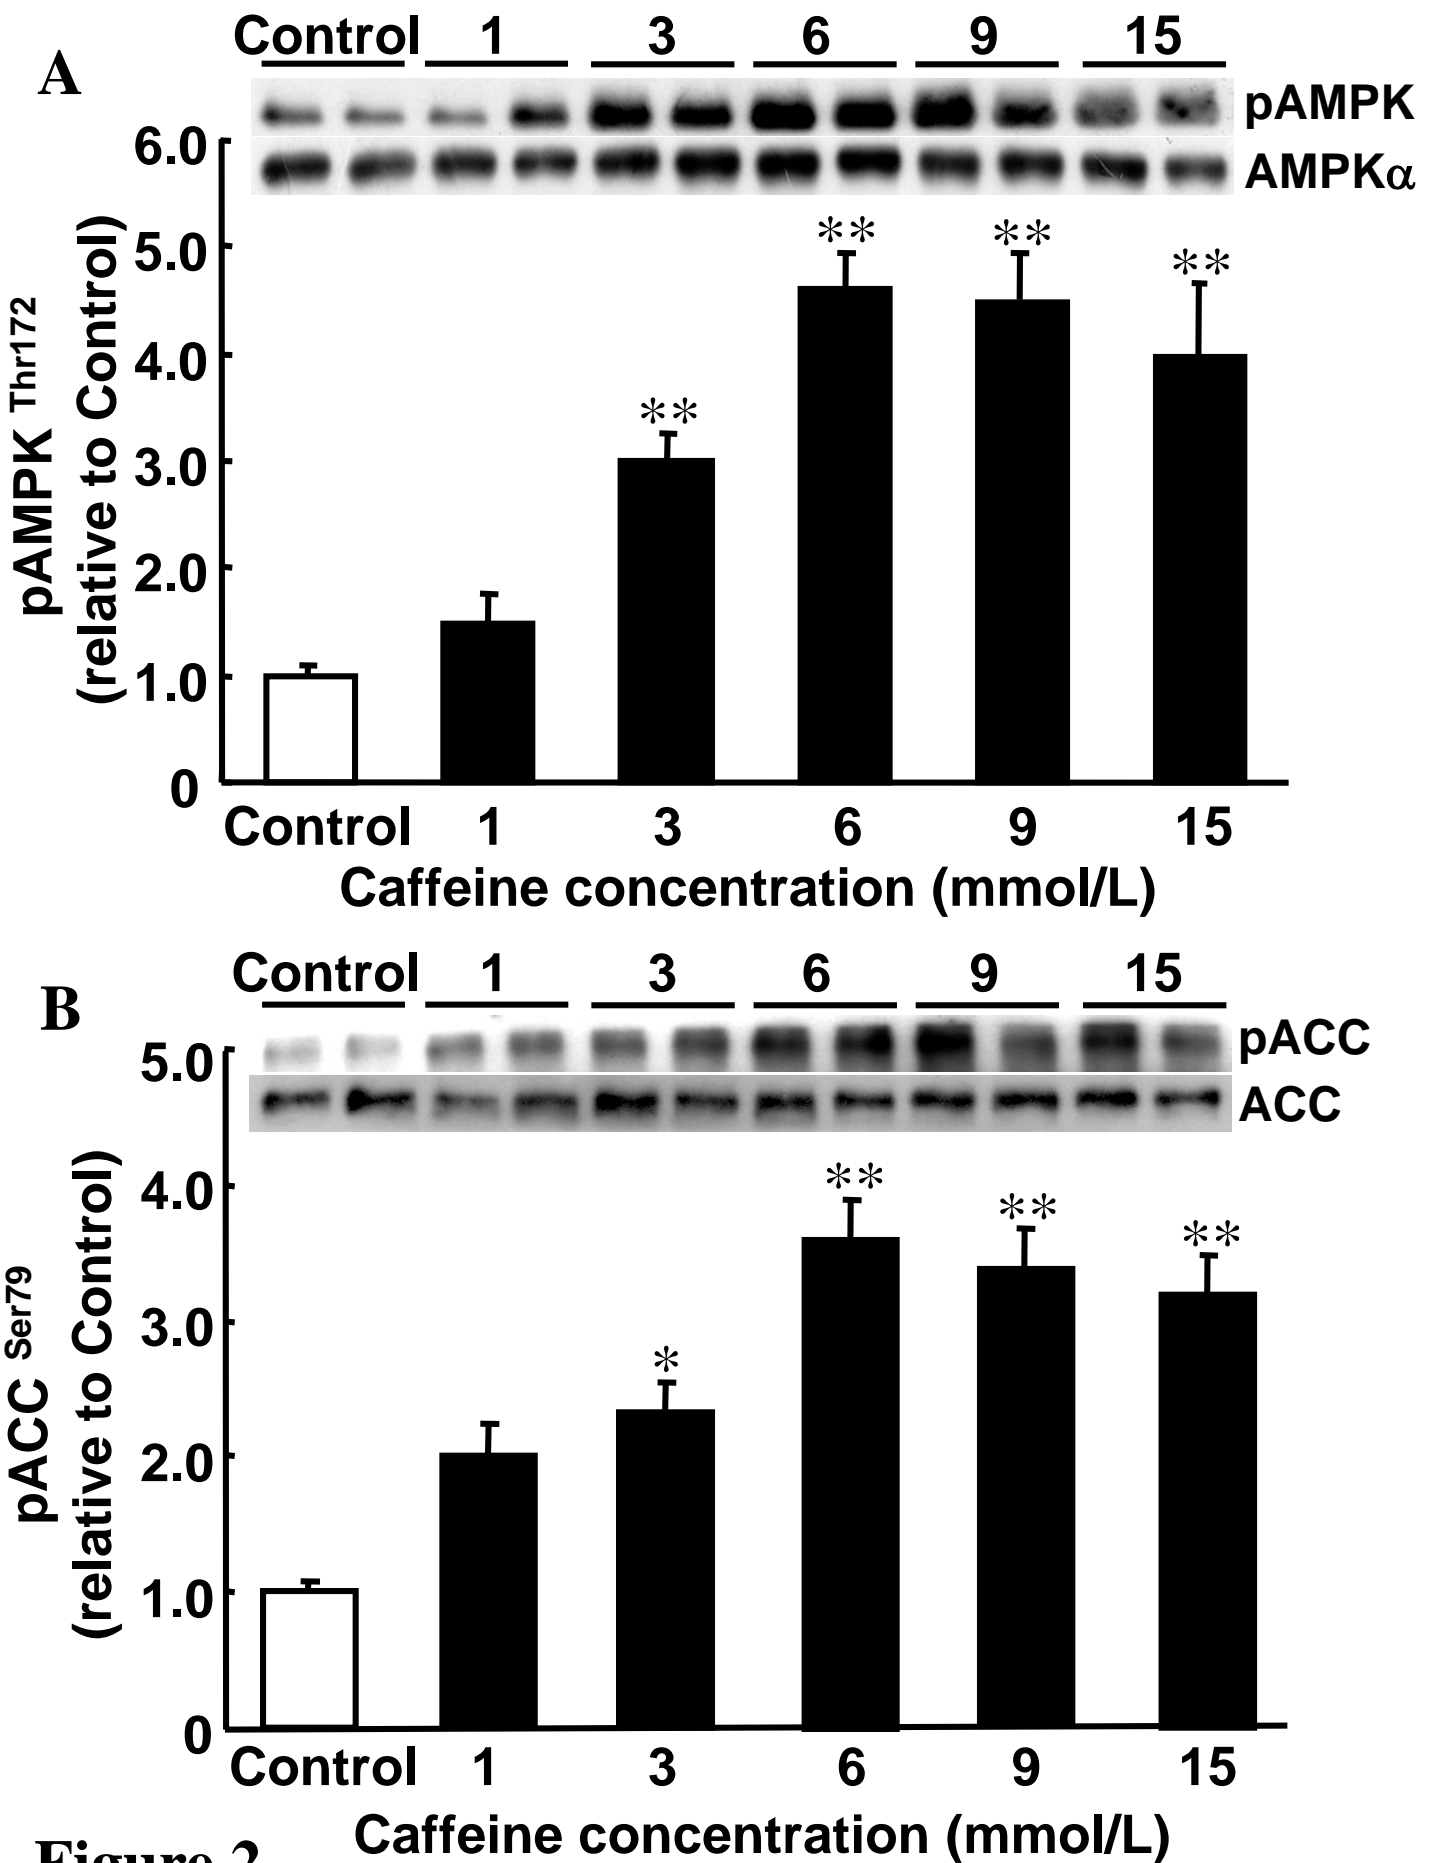 A
Control 1 3 6 9 15
pAMPK
AMPKα
pAMPK Thr172
(relative to Control)
6.0
5.0
4.0
3.0
2.0
1.0
0
**
**
**
**
Control 1 3 6 9 15
Caffeine concentration (mmol/L)
B
Control 1 3 6 9 15
pACC
ACC
pACC Ser79
(relative to Control)
5.0
4.0
3.0
2.0
1.0
0
*
**
**
**
Control 1 3 6 9 15
Caffeine concentration (mmol/L)
Figure 2